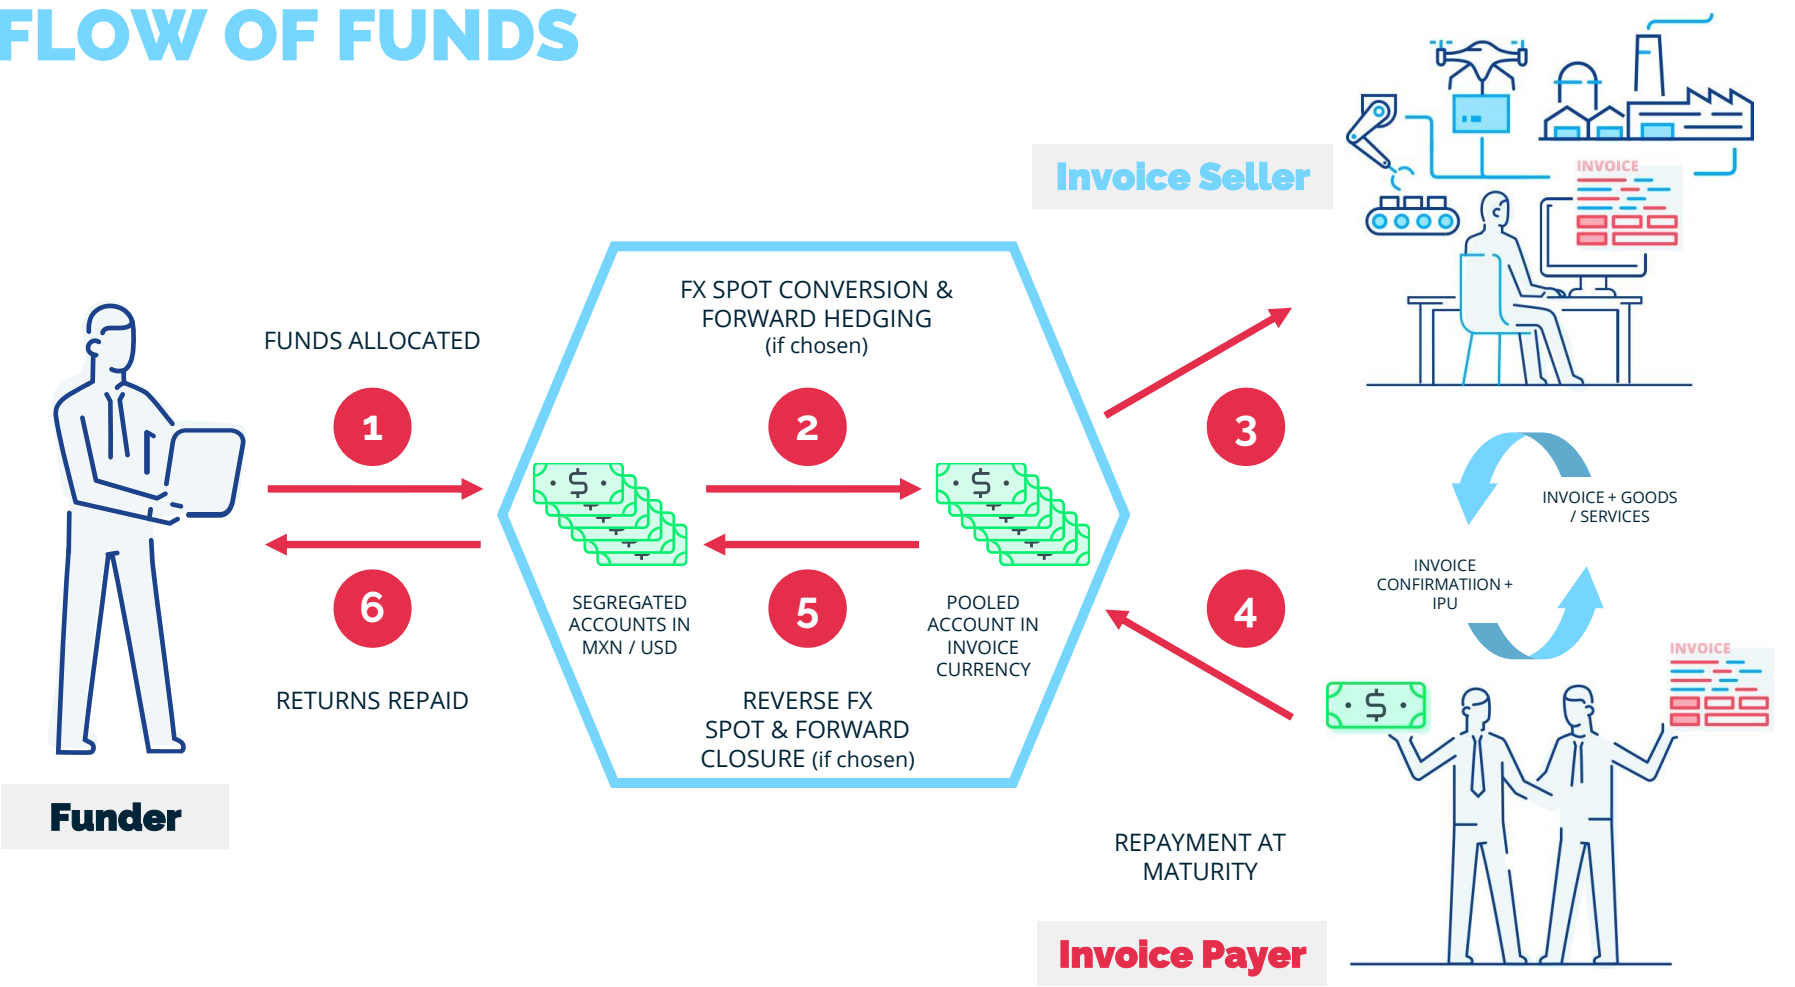 FLOW OF FUNDS
Invoice Seller
INVOICE
FX SPOT CONVERSION &
FORWARD HEDGING
(if chosen)
FUNDS ALLOCATED
1
2
3
$
$
INVOICE + GOODS
/ SERVICES
INVOICE
CONFIRMATIION +
IPU
6
5
4
SEGREGATED
ACCOUNTS IN
MXN / USD
POOLED
ACCOUNT IN
INVOICE
CURRENCY
RETURNS REPAID
REVERSE FX
SPOT & FORWARD
CLOSURE (if chosen)
$
INVOICE
Funder
REPAYMENT AT
MATURITY
Invoice Payer